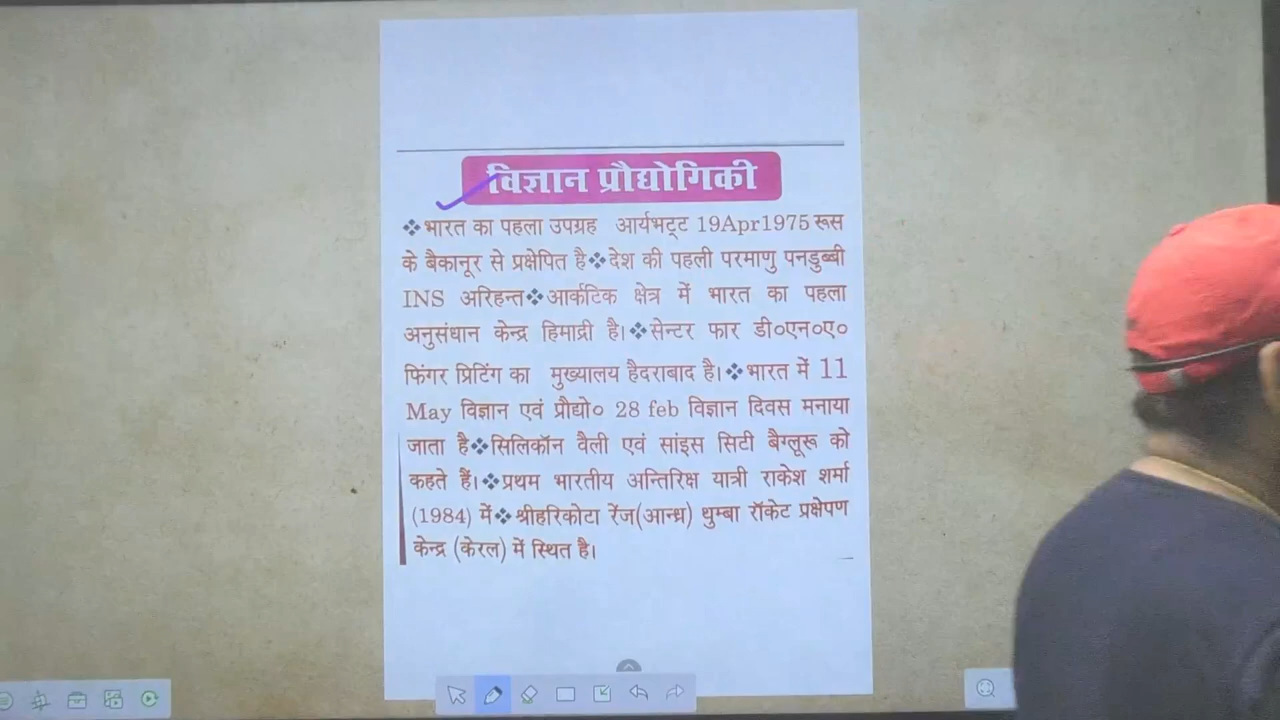 विज्ञान प्रौद्योगिकी
❖भारत का पहला उपग्रह आर्यभट्ट 19Apr1975 रूस
के बैकानूर से प्रक्षेपित है❖देश की पहली परमाणु पनडुब्बी
INS अरिहन्त❖आर्कटिक क्षेत्र में भारत का पहला
अनुसंधान केन्द्र हिमाद्री है।❖सेन्टर फार डी०एन०ए०
फिंगर प्रिटिंग का मुख्यालय हैदराबाद है।❖भारत में 11
May विज्ञान एवं प्रौद्यो० 28 feb विज्ञान दिवस मनाया
जाता है❖सिलिकॉन वैली एवं सांइस सिटी बैग्लूरू को
कहते हैं।❖प्रथम भारतीय अन्तिरिक्ष यात्री राकेश शर्मा
(1984) में❖श्रीहरिकोटा रेंज(आन्ध्र) थुम्बा रॉकेट प्रक्षेपण
केन्द्र (केरल) में स्थित है।